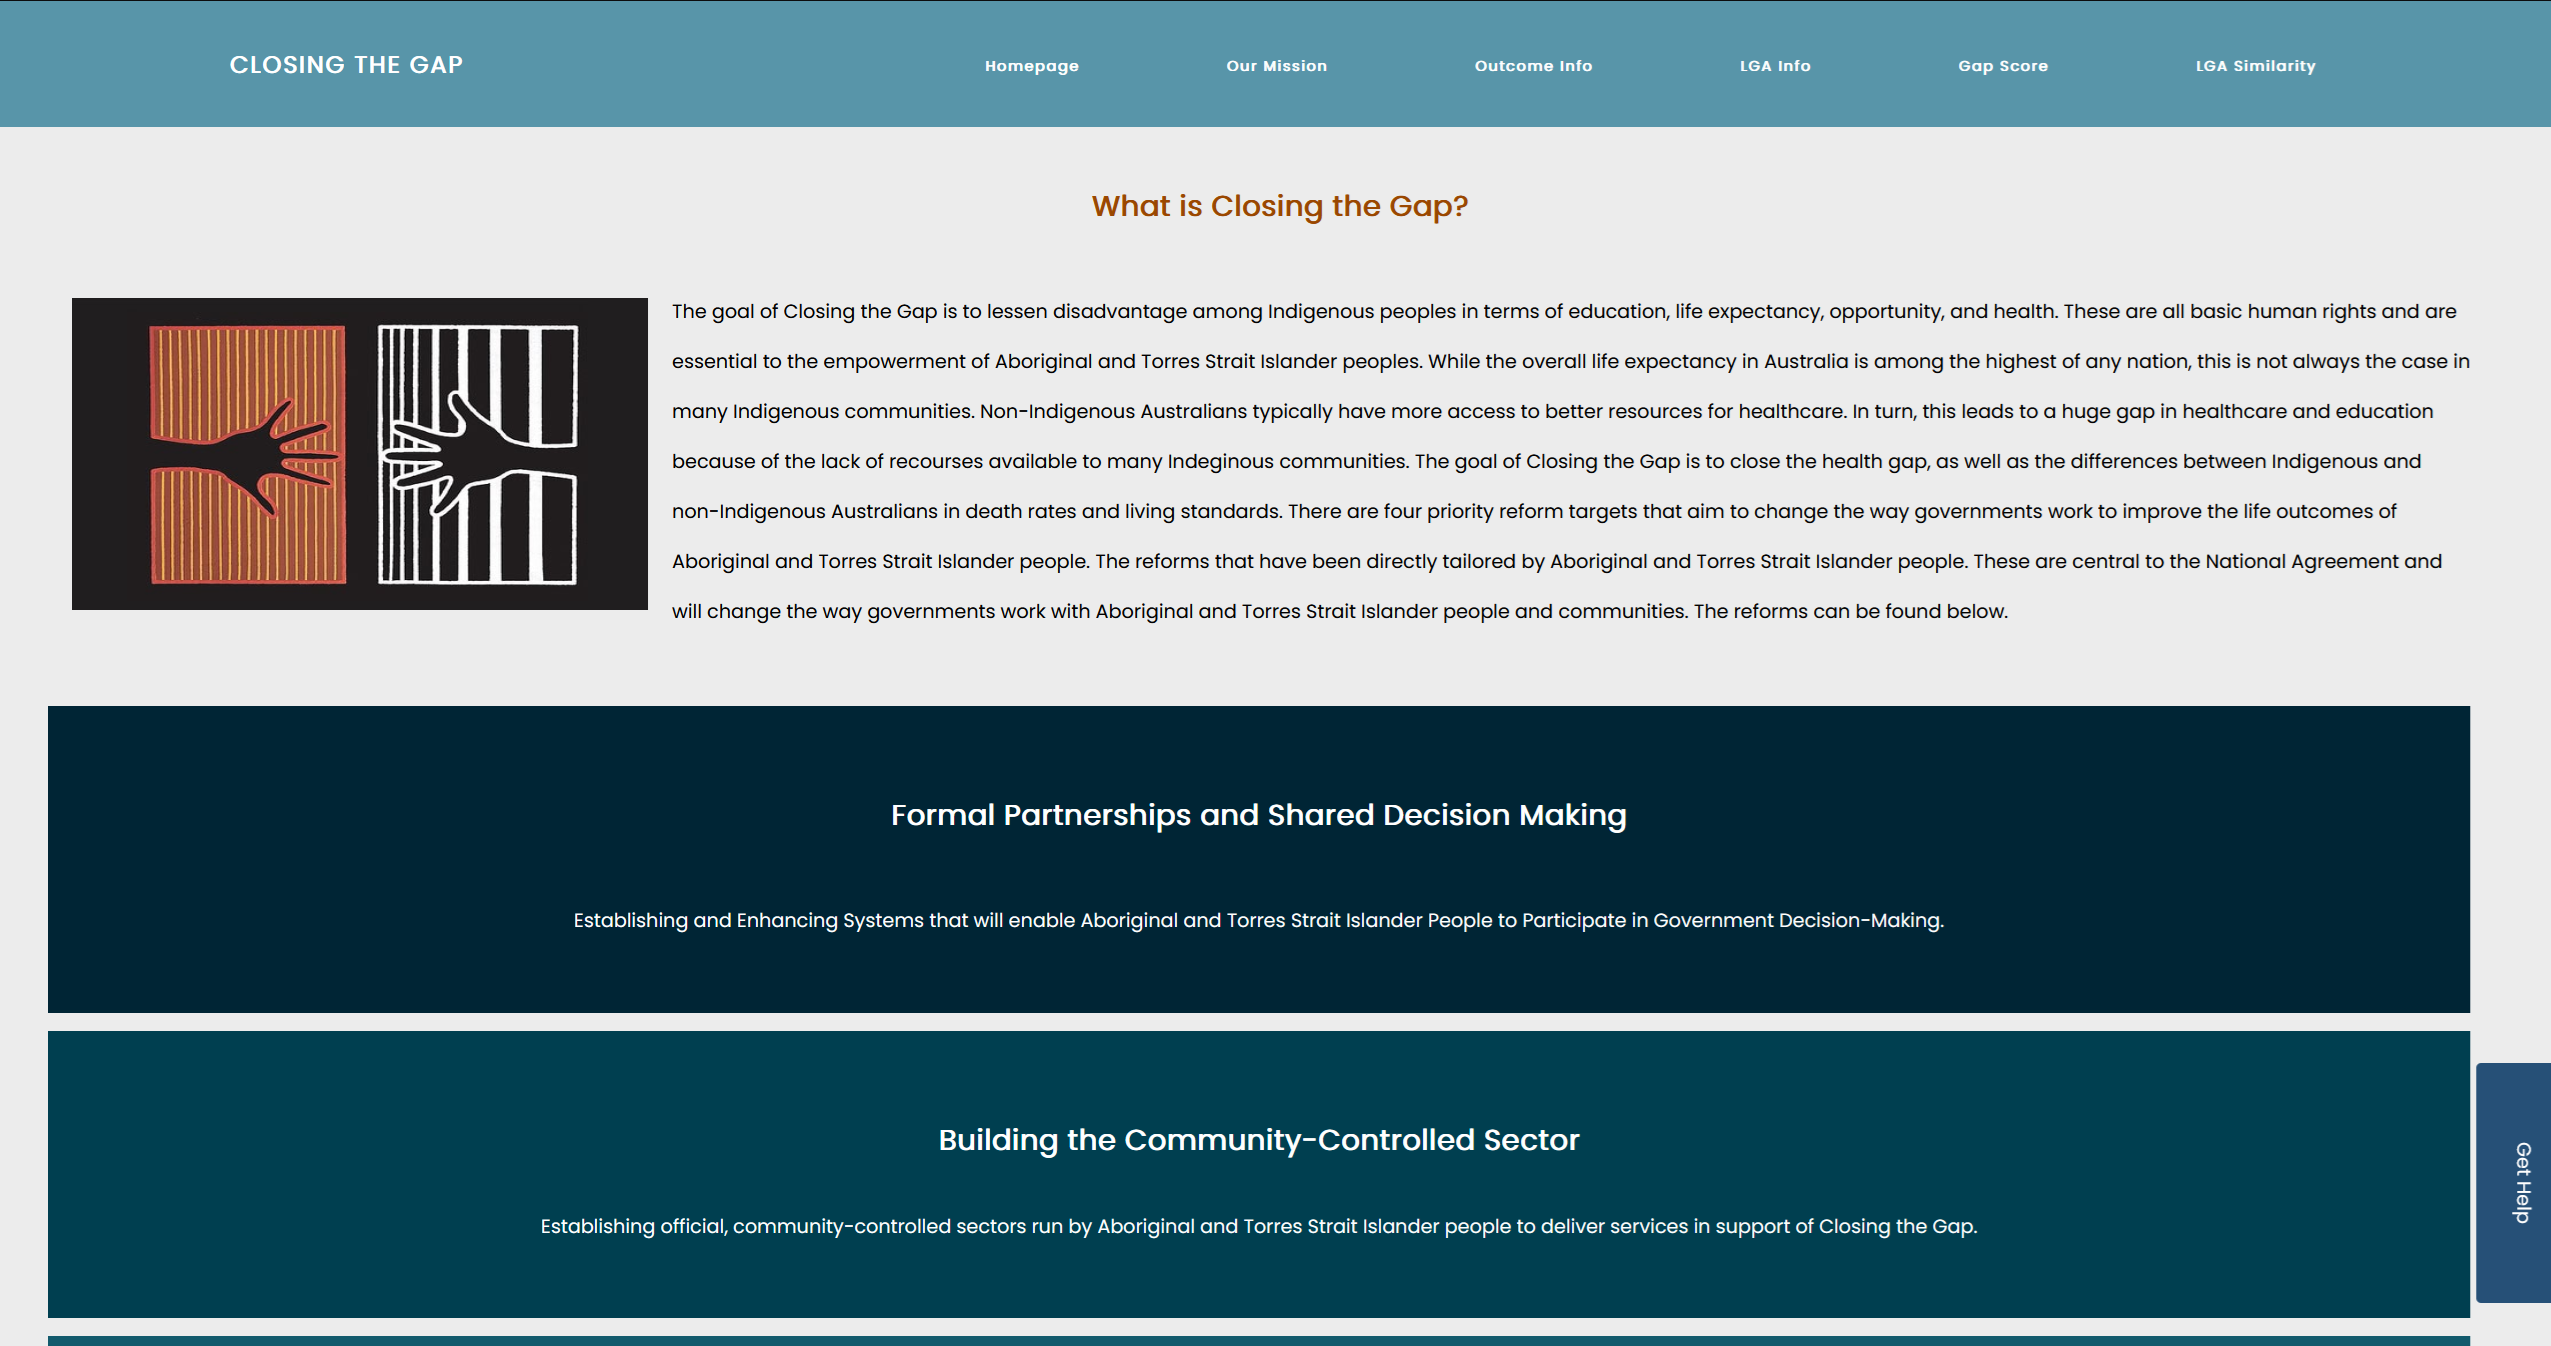 CLOSING THE GAP
Homepage
Our Mission
Outcome Info
LGA Info
Gap Score
LGA Similarity
What is Closing the Gap?
The goal of Closing the Gap is to lessen disadvantage among Indigenous peoples in terms of education, life expectancy, opportunity, and health. These are all basic human rights and are
essential to the empowerment of Aboriginal and Torres Strait Islander peoples. While the overall life expectancy in Australia is among the highest of any nation, this is not always the case in
many Indigenous communities. Non-Indigenous Australians typically have more access to better resources for healthcare. In turn, this leads to a huge gap in healthcare and education
because of the lack of recourses available to many Indeginous communities. The goal of Closing the Gap is to close the health gap, as well as the differences between Indigenous and
non-Indigenous Australians in death rates and living standards. There are four priority reform targets that aim to change the way governments work to improve the life outcomes of
Aboriginal and Torres Strait Islander people. The reforms that have been directly tailored by Aboriginal and Torres Strait Islander people. These are central to the National Agreement and
will change the way governments work with Aboriginal and Torres Strait Islander people and communities. The reforms can be found below.
Formal Partnerships and Shared Decision Making
Establishing and Enhancing Systems that will enable Aboriginal and Torres Strait Islander People to Participate in Government Decision-Making.
Building the Community-Controlled Sector
Establishing official, community-controlled sectors run by Aboriginal and Torres Strait Islander people to deliver services in support of Closing the Gap.
Get Help